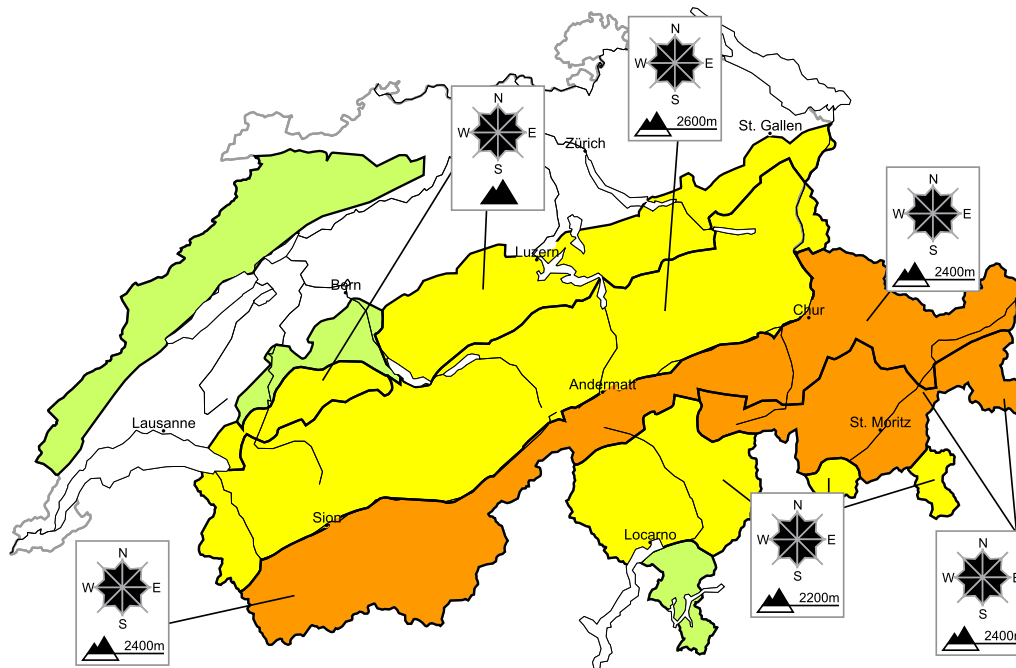 N
W E
S
2600m
N
W E
S
St. Gallen
Zürich
N
W E
S
2400m
Luzern
Bern
Chur
Andermatt
Lausanne
St. Moritz
Sion
Locarno
N
W E
S
2200m
N
W E
S
2400m
N
W E
S
2400m